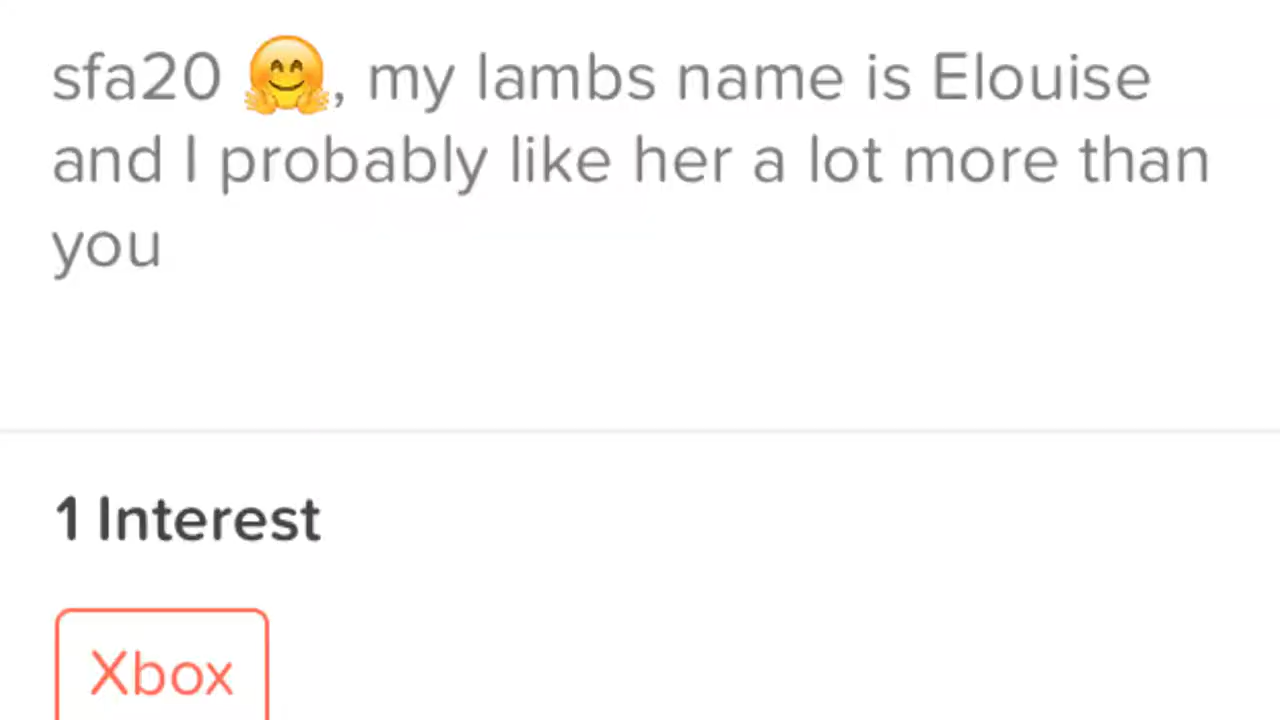 sfa20 🤗, my lambs name is Elouise
and I probably like her a lot more than
you
1 Interest
Xbox